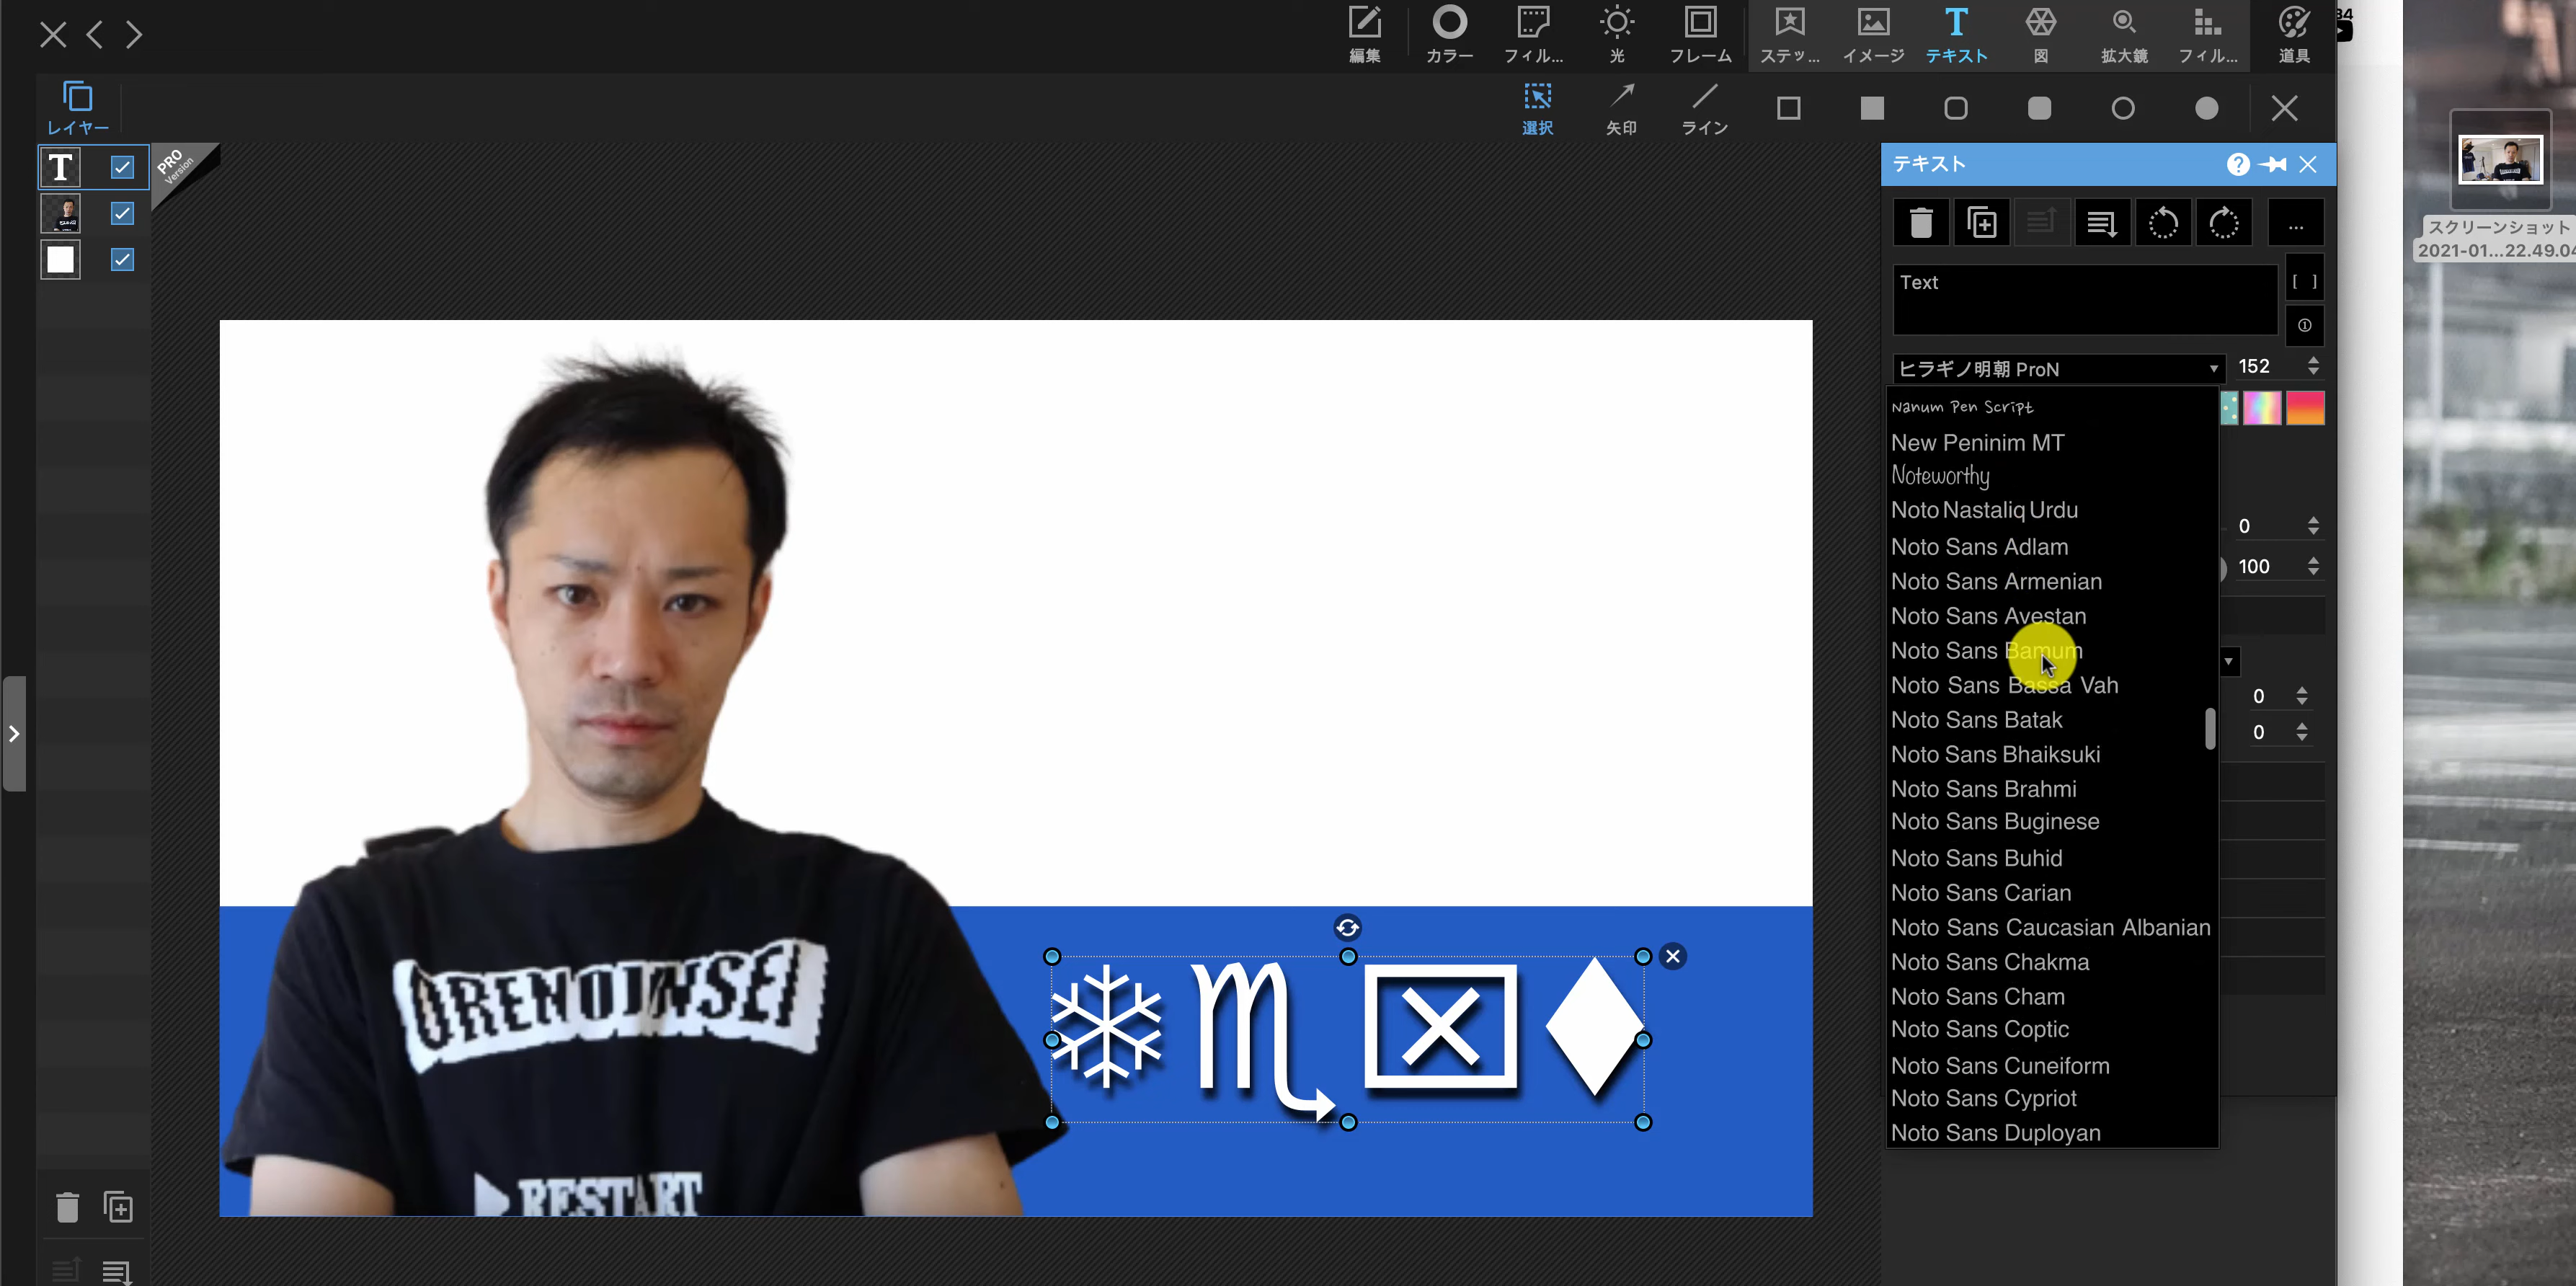 編集
カラー
フィル...
光
フレーム
ステッ...
イメージ
テキスト
図
拡大鏡
フィル...
道具
レイヤー
選択
矢印
ライン
T
PRO
Version
テキスト
...
Text
[ ]
①
ヒラギノ明朝 ProN
152
Nanum Pen Script
New Peninim MT
Noteworthy
Noto Nastaliq Urdu
0
Noto Sans Adlam
100
Noto Sans Armenian
Noto Sans Avestan
Noto Sans Bamum
Noto Sans Bassa Vah
0
Noto Sans Batak
0
Noto Sans Bhaiksuki
Noto Sans Brahmi
Noto Sans Buginese
Noto Sans Buhid
Noto Sans Carian
Noto Sans Caucasian Albanian
Noto Sans Chakma
Noto Sans Cham
Noto Sans Coptic
Noto Sans Cuneiform
Noto Sans Cypriot
Noto Sans Duployan
❄♏⌧⬧
ORENOINSEI
RESTART
スクリーンショット
2021-01...22.49.04